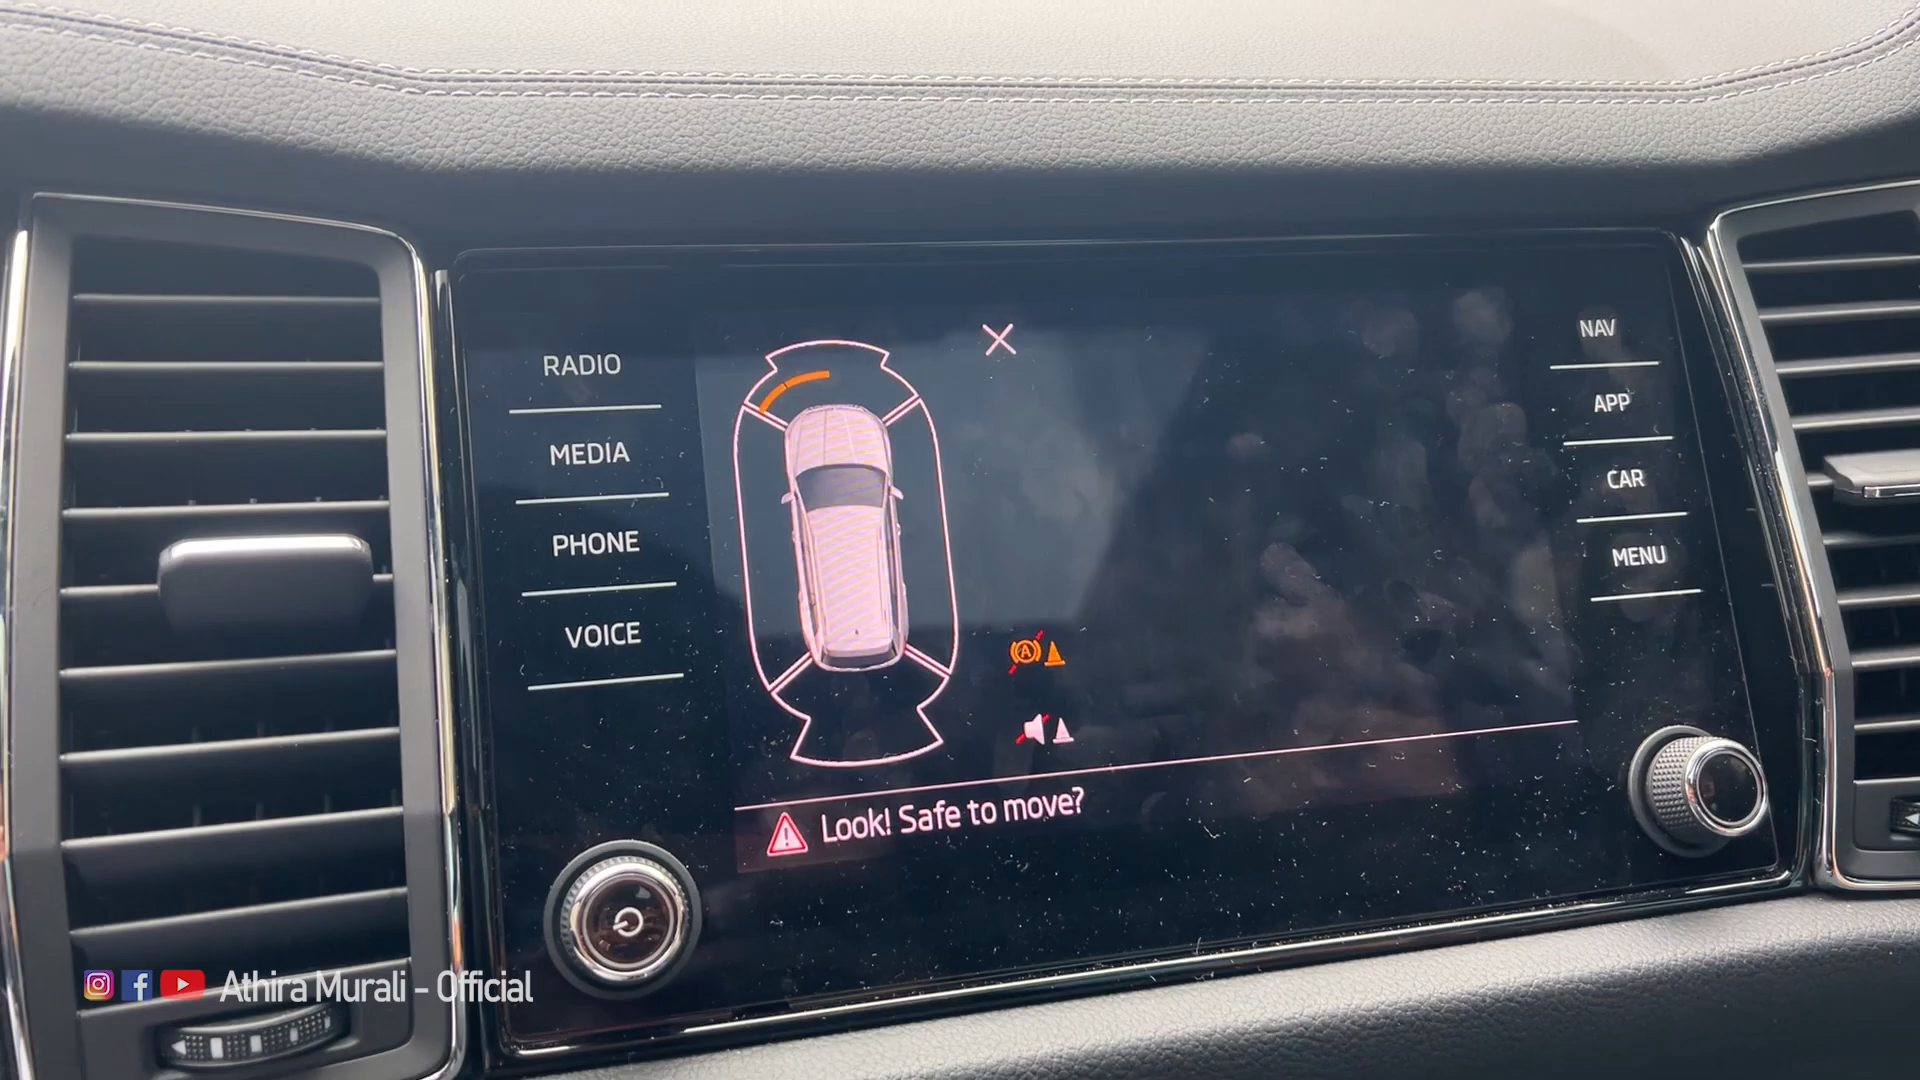 RADIO
MEDIA
PHONE
VOICE
NAV
APP
CAR
MENU
A
Look! Safe to move?
Athira Murali - Official